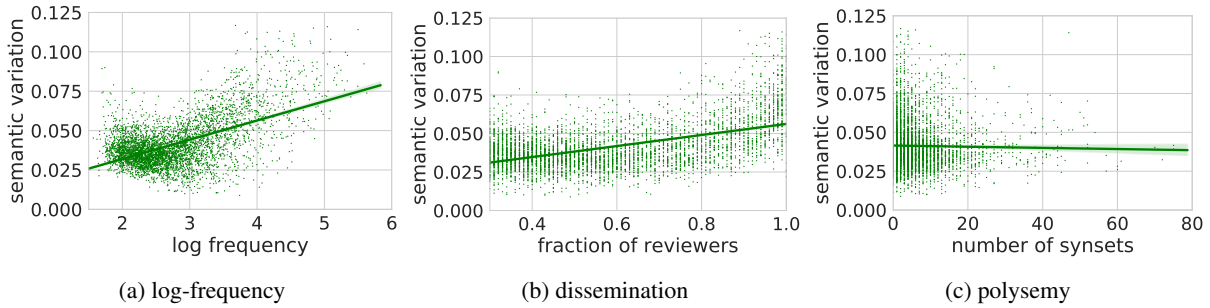 0.125
0.100
0.075
0.050
0.025
0.000
semantic variation
2 3 4 5 6
log frequency
(a) log-frequency
0.125
0.100
0.075
0.050
0.025
0.000
semantic variation
0.4 0.6 0.8 1.0
fraction of reviewers
(b) dissemination
0.125
0.100
0.075
0.050
0.025
0.000
semantic variation
0 20 40 60 80
number of synsets
(c) polysemy